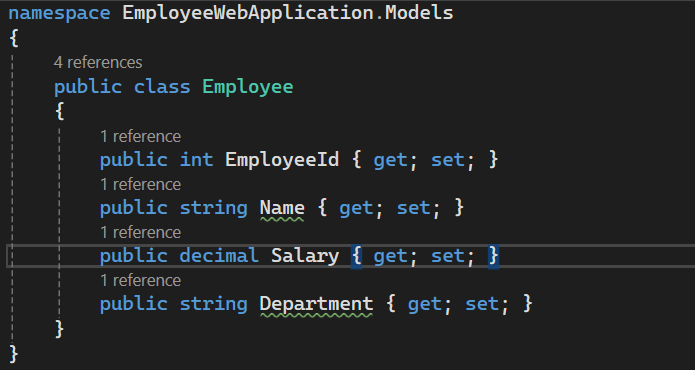 namespace EmployeeWebApplication.Models
{
4 references
public class Employee
{
1 reference
public int EmployeeId { get; set; }
1 reference
public string Name { get; set; }
1 reference
public decimal Salary { get; set; }
1 reference
public string Department { get; set; }
}
}